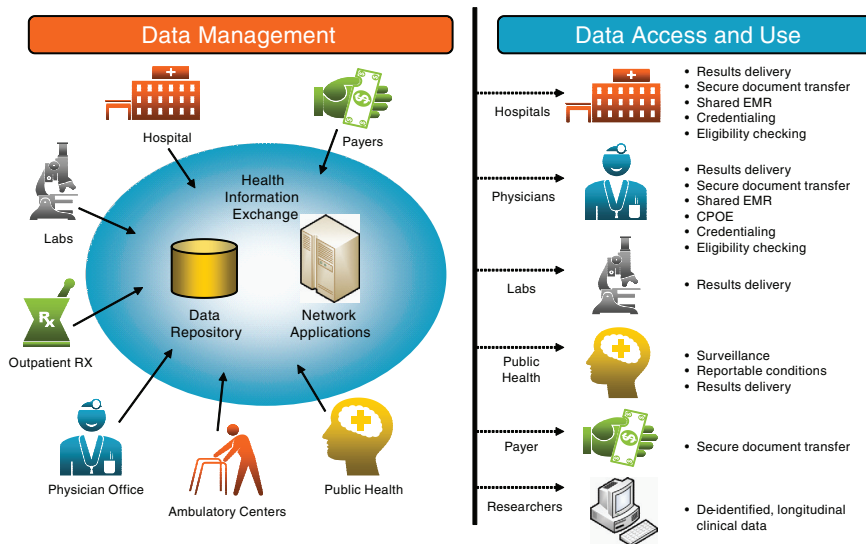 Data Management
Hospital
Payers
Labs
Health
Information
Exchange
Data
Repository
Network
Applications
Rx
Outpatient RX
Physician Office
Ambulatory Centers
Public Health
Data Access and Use
Hospitals
• Results delivery
• Secure document transfer
• Shared EMR
• Credentialing
• Eligibility checking
Physicians
• Results delivery
• Secure document transfer
• Shared EMR
• CPOE
• Credentialing
• Eligibility checking
Labs
• Results delivery
Public
Health
• Surveillance
• Reportable conditions
• Results delivery
Payer
• Secure document transfer
Researchers
• De-identified, longitudinal
clinical data